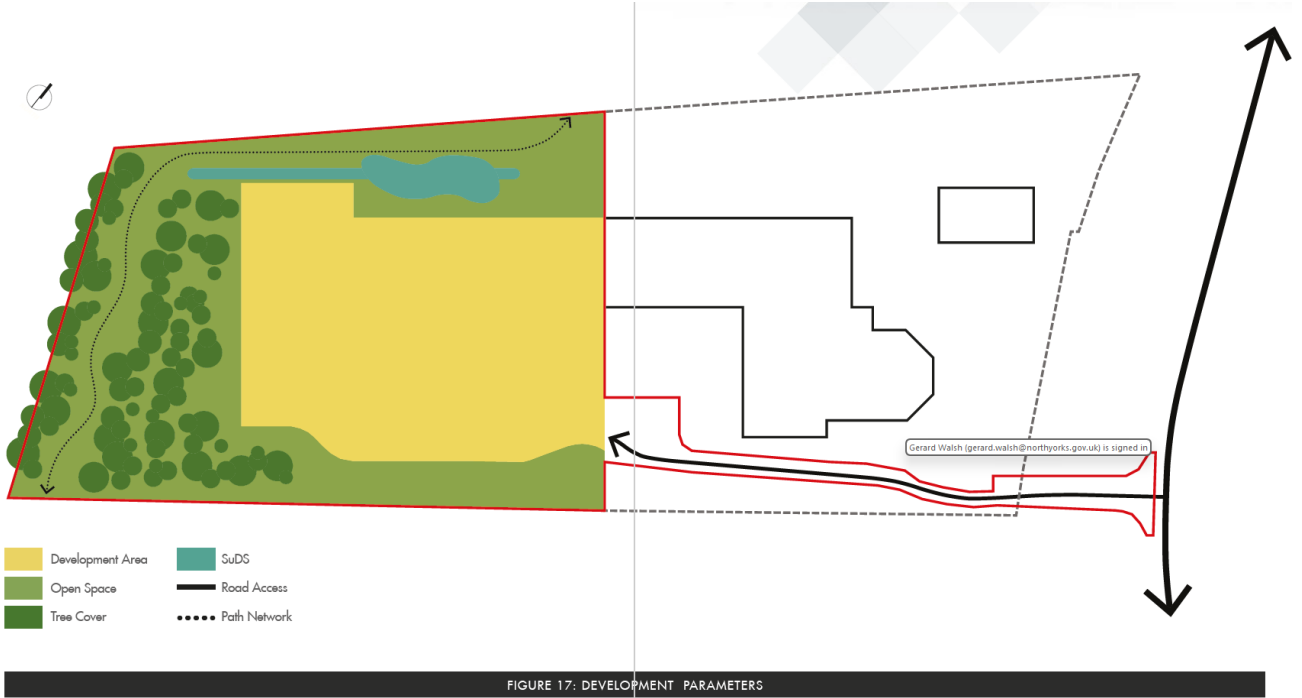 Gerard Walsh (gerard.walsh@northyorks.gov.uk) is signed in
Development Area
SuDS
Open Space
Road Access
Tree Cover
Path Network
FIGURE 17: DEVELOPMENT PARAMETERS